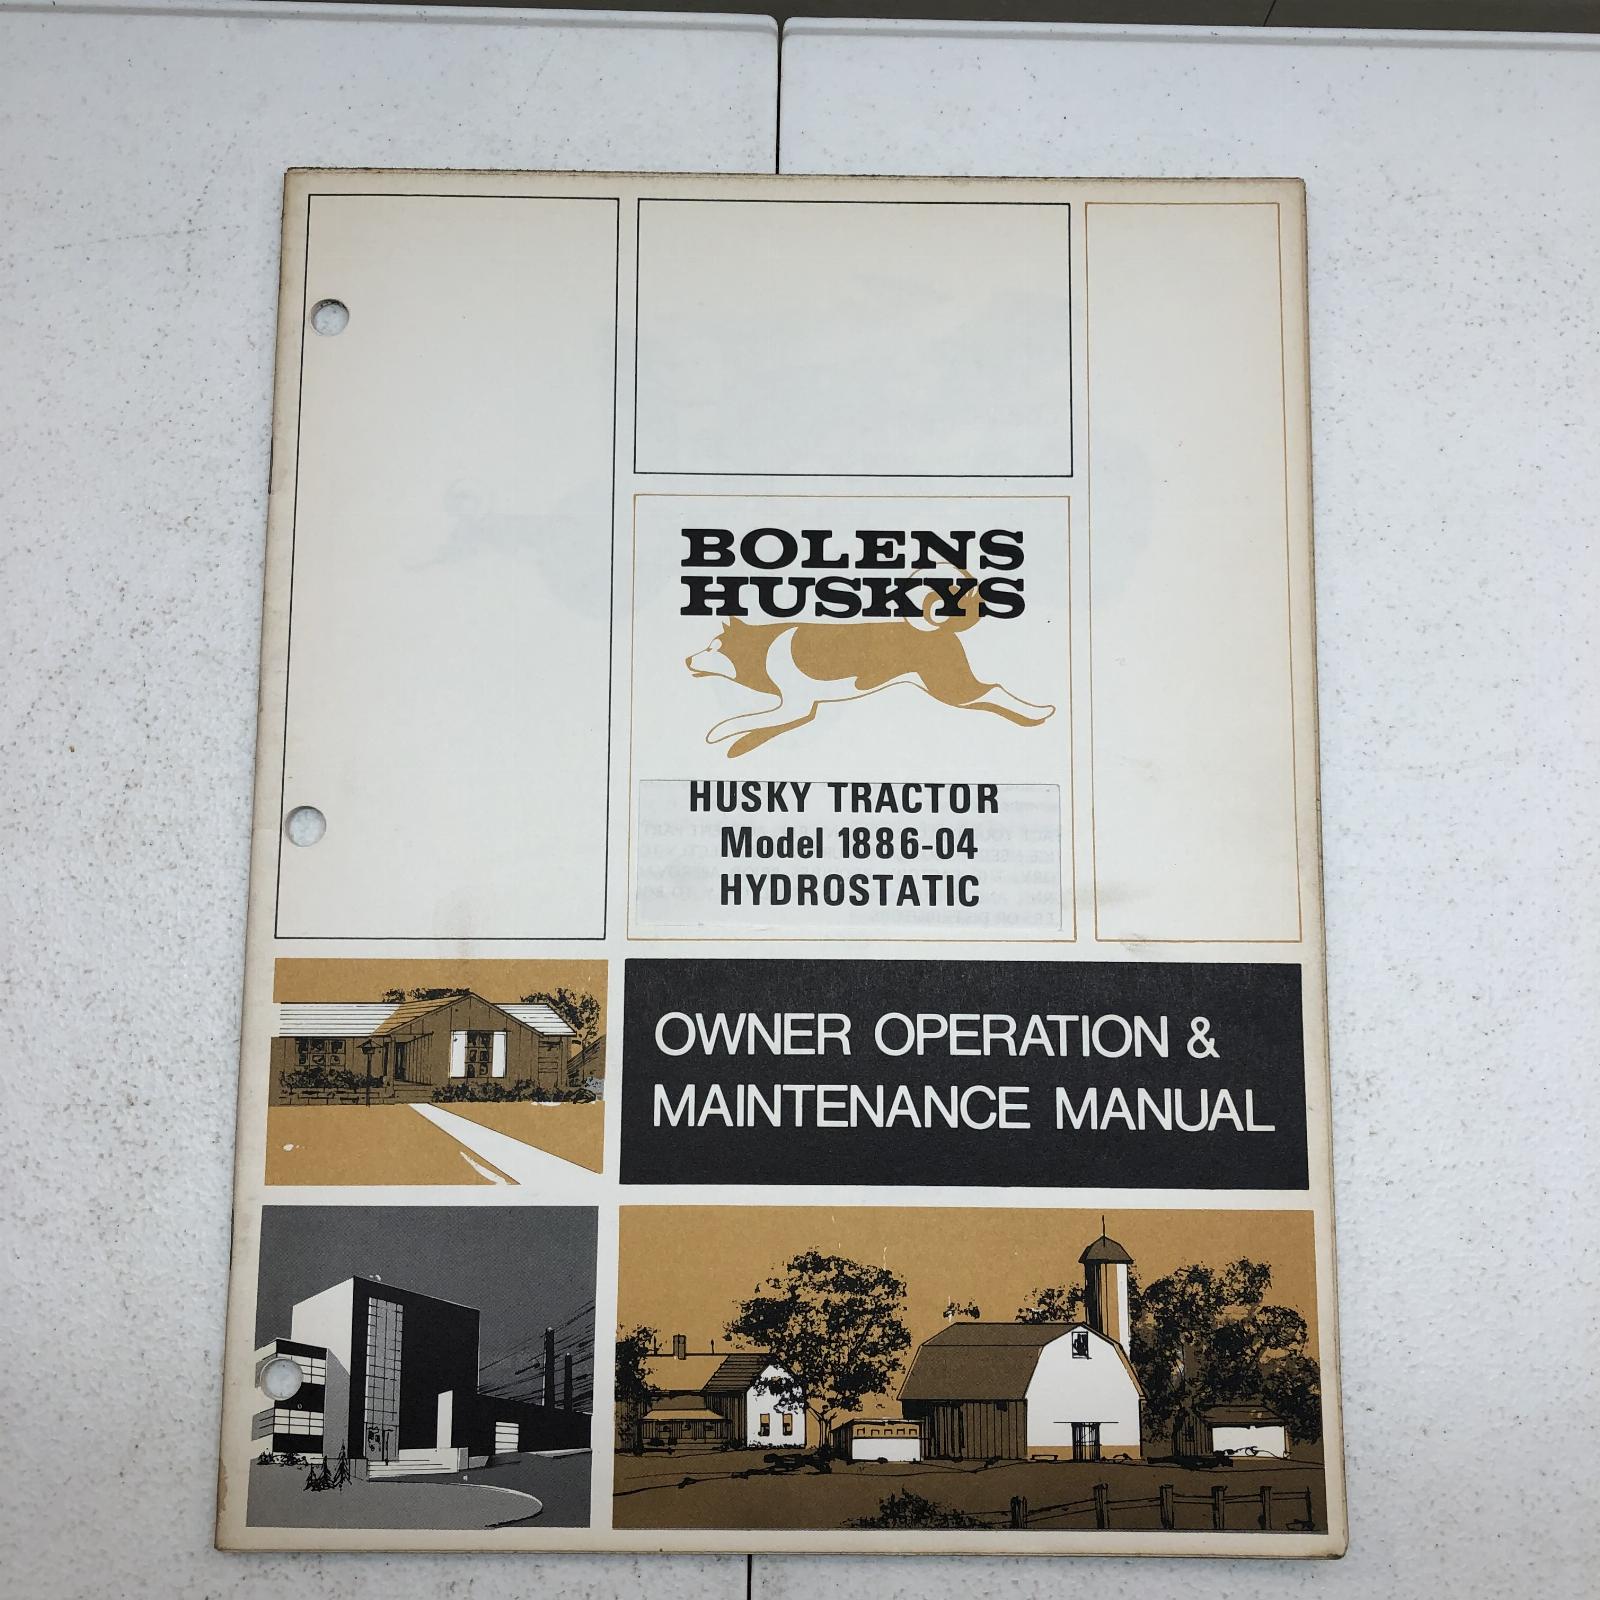 BOLENS
HUSKYS
HUSKY TRACTOR
Model 1886-04
HYDROSTATIC
OWNER OPERATION &
MAINTENANCE MANUAL